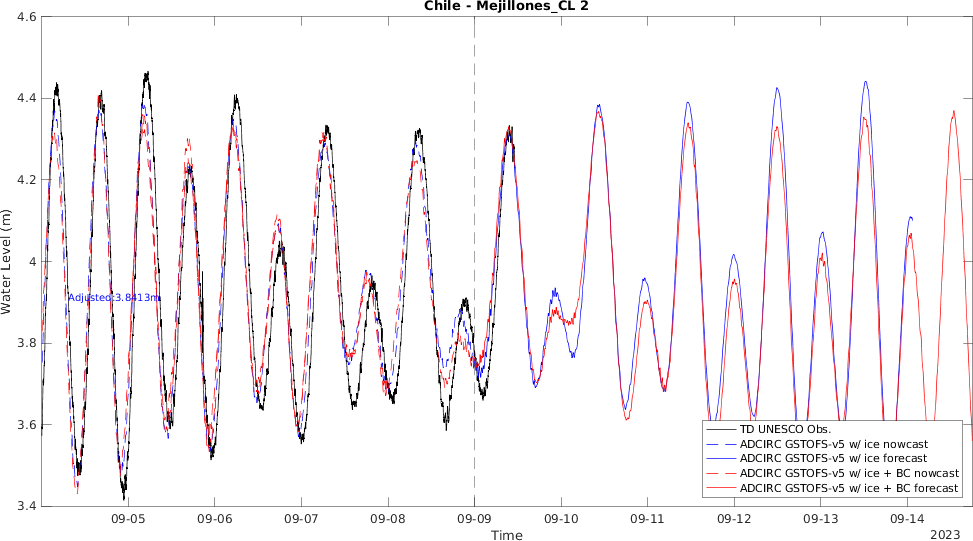 Chile - Mejillones_CL 2
4.6
4.4
4.2
4
3.8
3.6
3.4
Water Level (m)
Adjusted:3.8413m
TD UNESCO Obs.
ADCIRC GSTOFS-v5 w/ ice nowcast
ADCIRC GSTOFS-v5 w/ ice forecast
ADCIRC GSTOFS-v5 w/ ice + BC nowcast
ADCIRC GSTOFS-v5 w/ ice + BC forecast
09-05 09-06 09-07 09-08 09-09 09-10 09-11 09-12 09-13 09-14
Time
2023